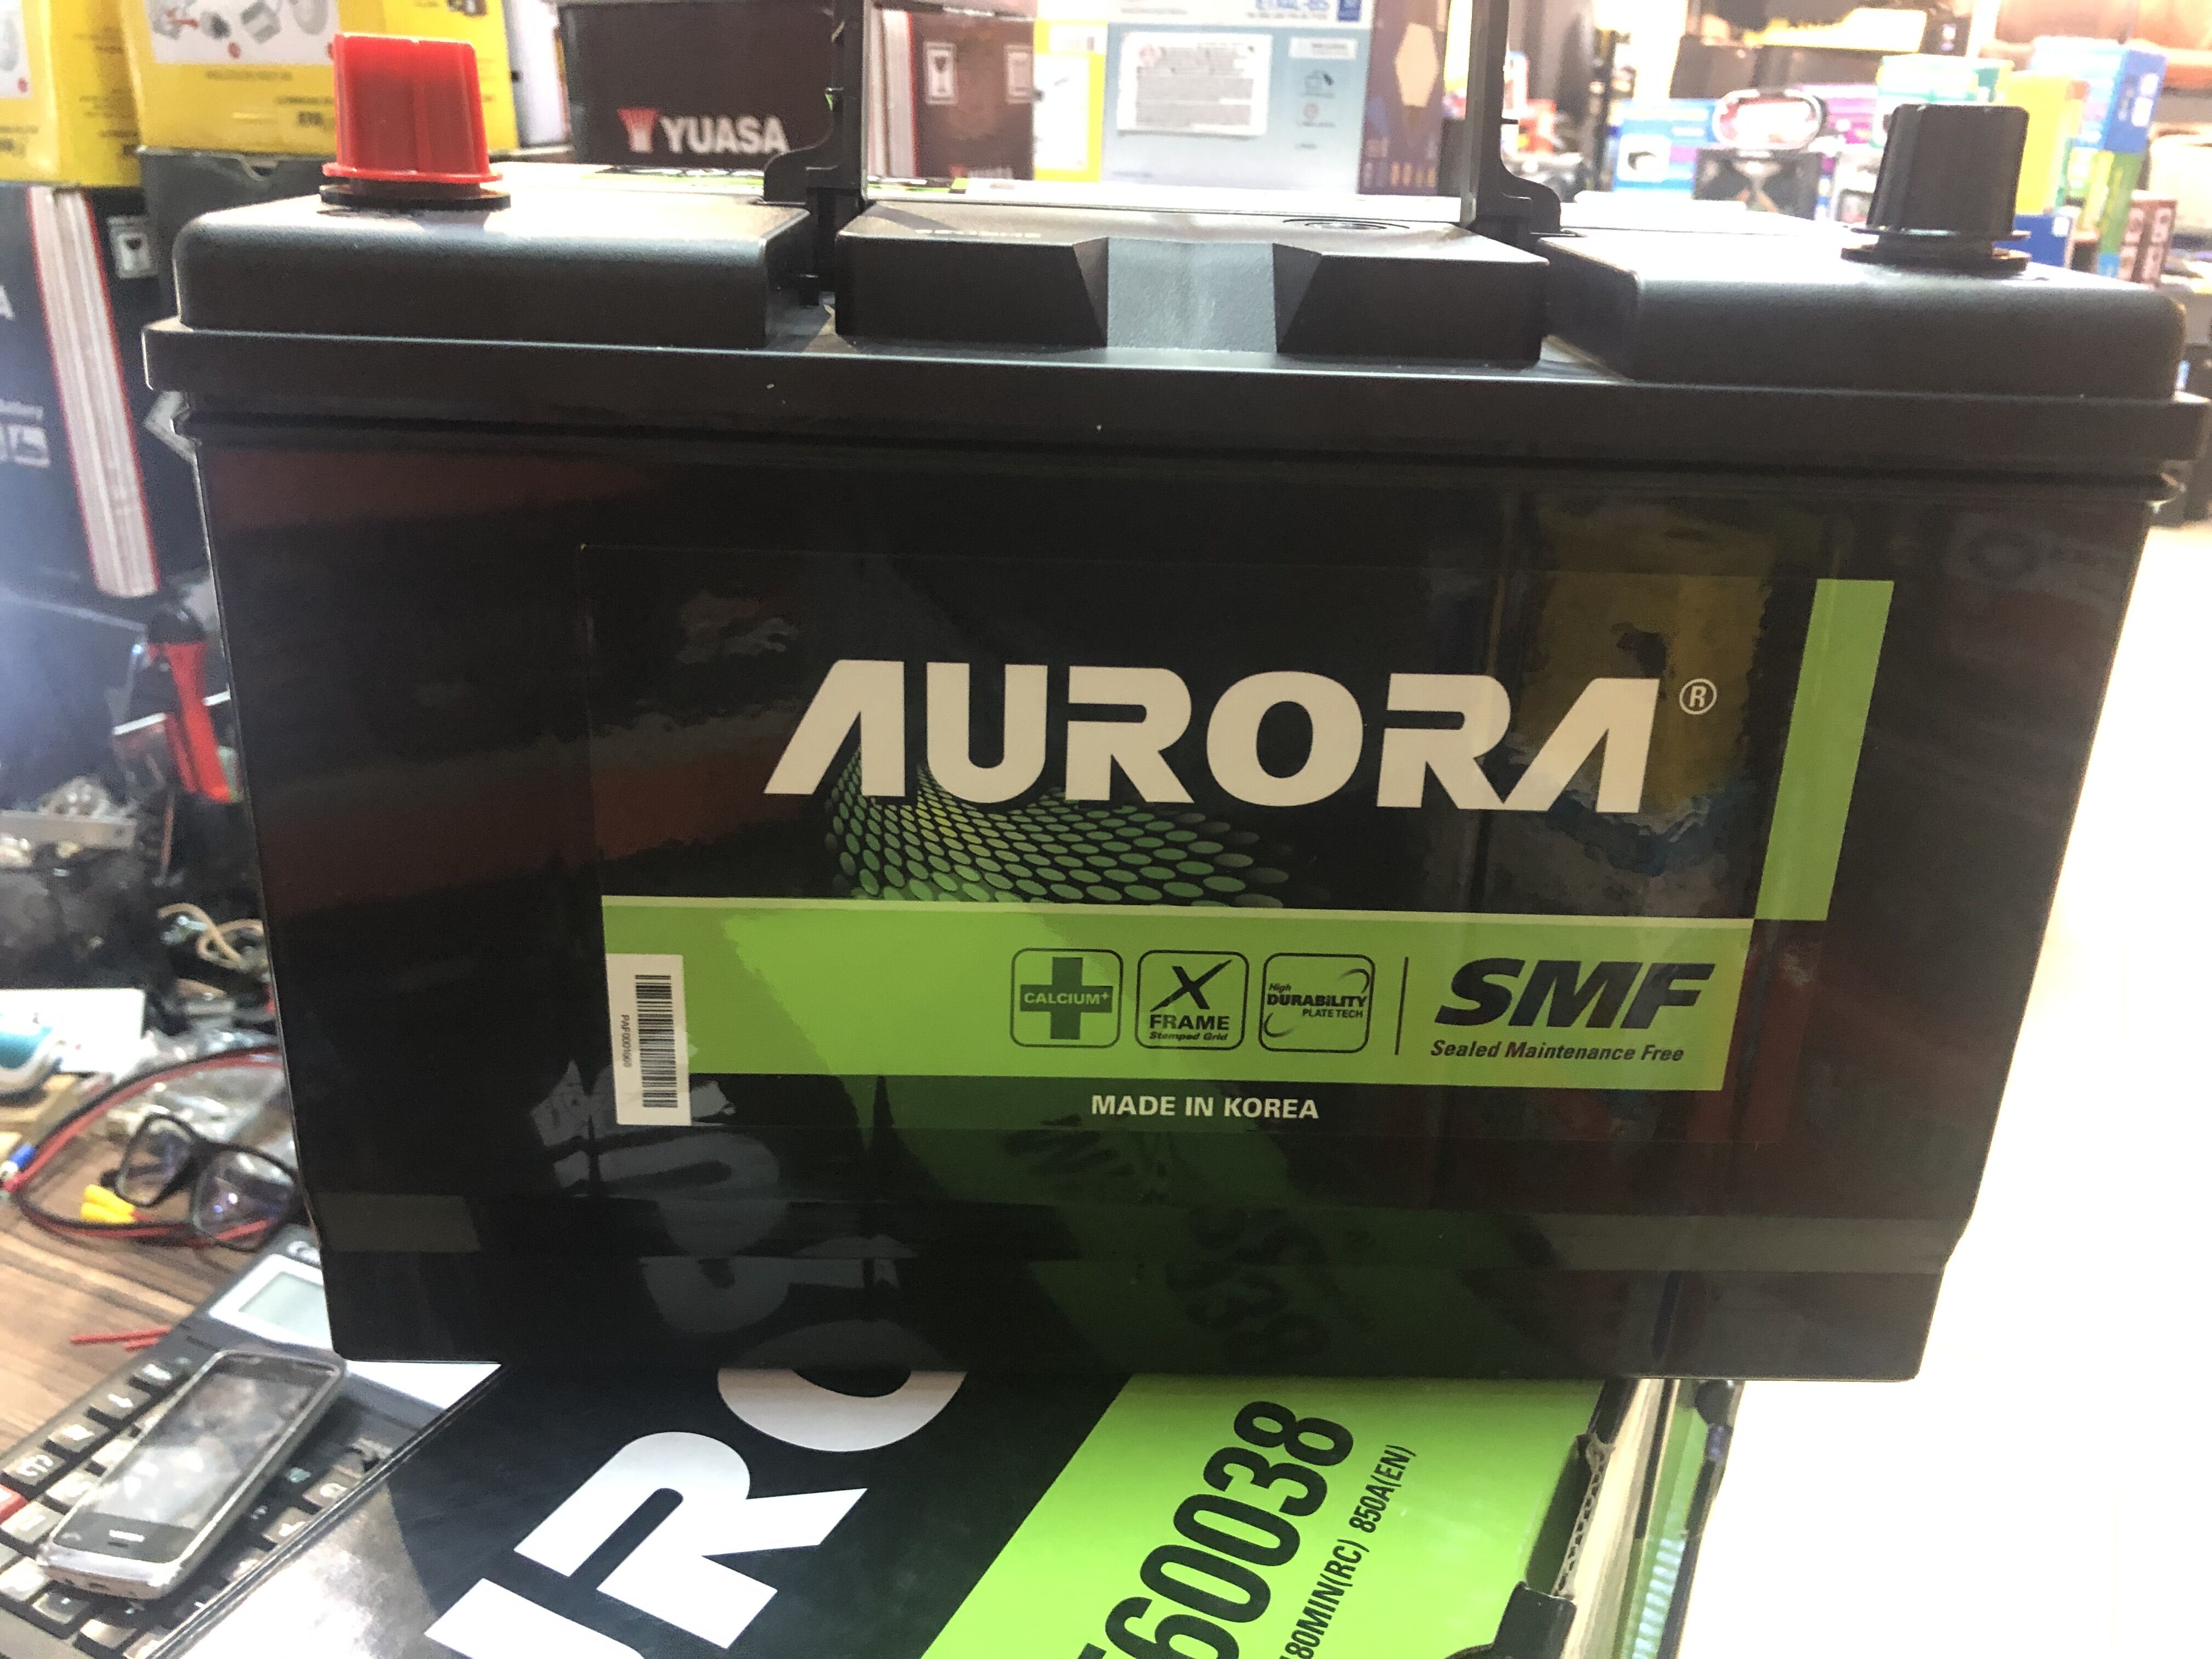 YUASA
AURORA®
CALCIUM+
X
FRAME
Stamped Grid
High
DURABILITY
PLATE TECH
SMF
Sealed Maintenance Free
MADE IN KOREA
60038
80MIN(RC) 850A(EN)